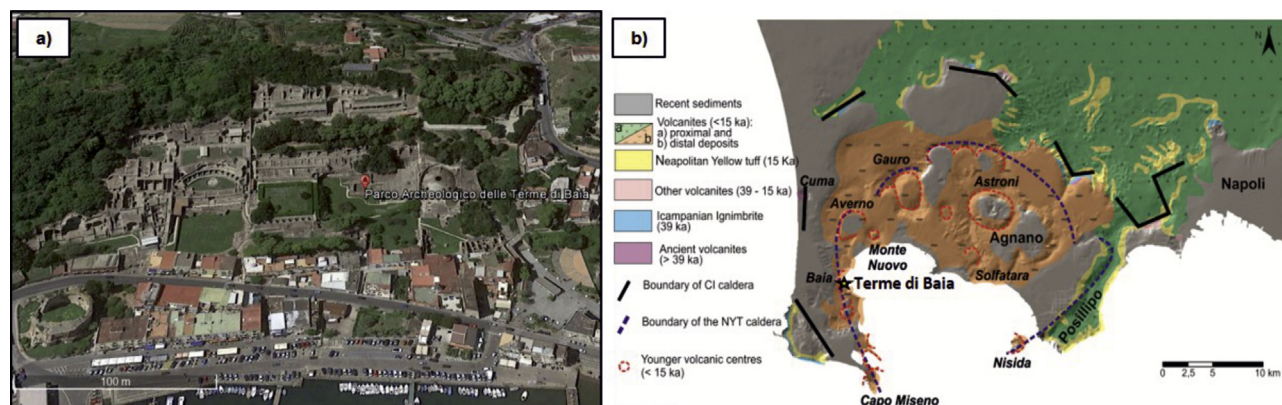 a)
Parco Archeologico delle Terme di Baia
100 m
b)
N
Recent sediments
a
b
Volcanites (<15 ka):
a) proximal and
b) distal deposits
Neapolitan Yellow tuff (15 Ka)
Other volcanites (39 - 15 ka)
Icampanian Ignimbrite
(39 ka)
Ancient volcanites
(> 39 ka)
Boundary of CI caldera
Boundary of the NYT caldera
Younger volcanic centres
(< 15 ka)
Gauro
Astroni
Cuma
Averno
Napoli
Agnano
Monte
Nuovo
Solfatara
Baia
Terme di Baia
Posillipo
Nisida
Capo Miseno
0 2,5 5 10 km